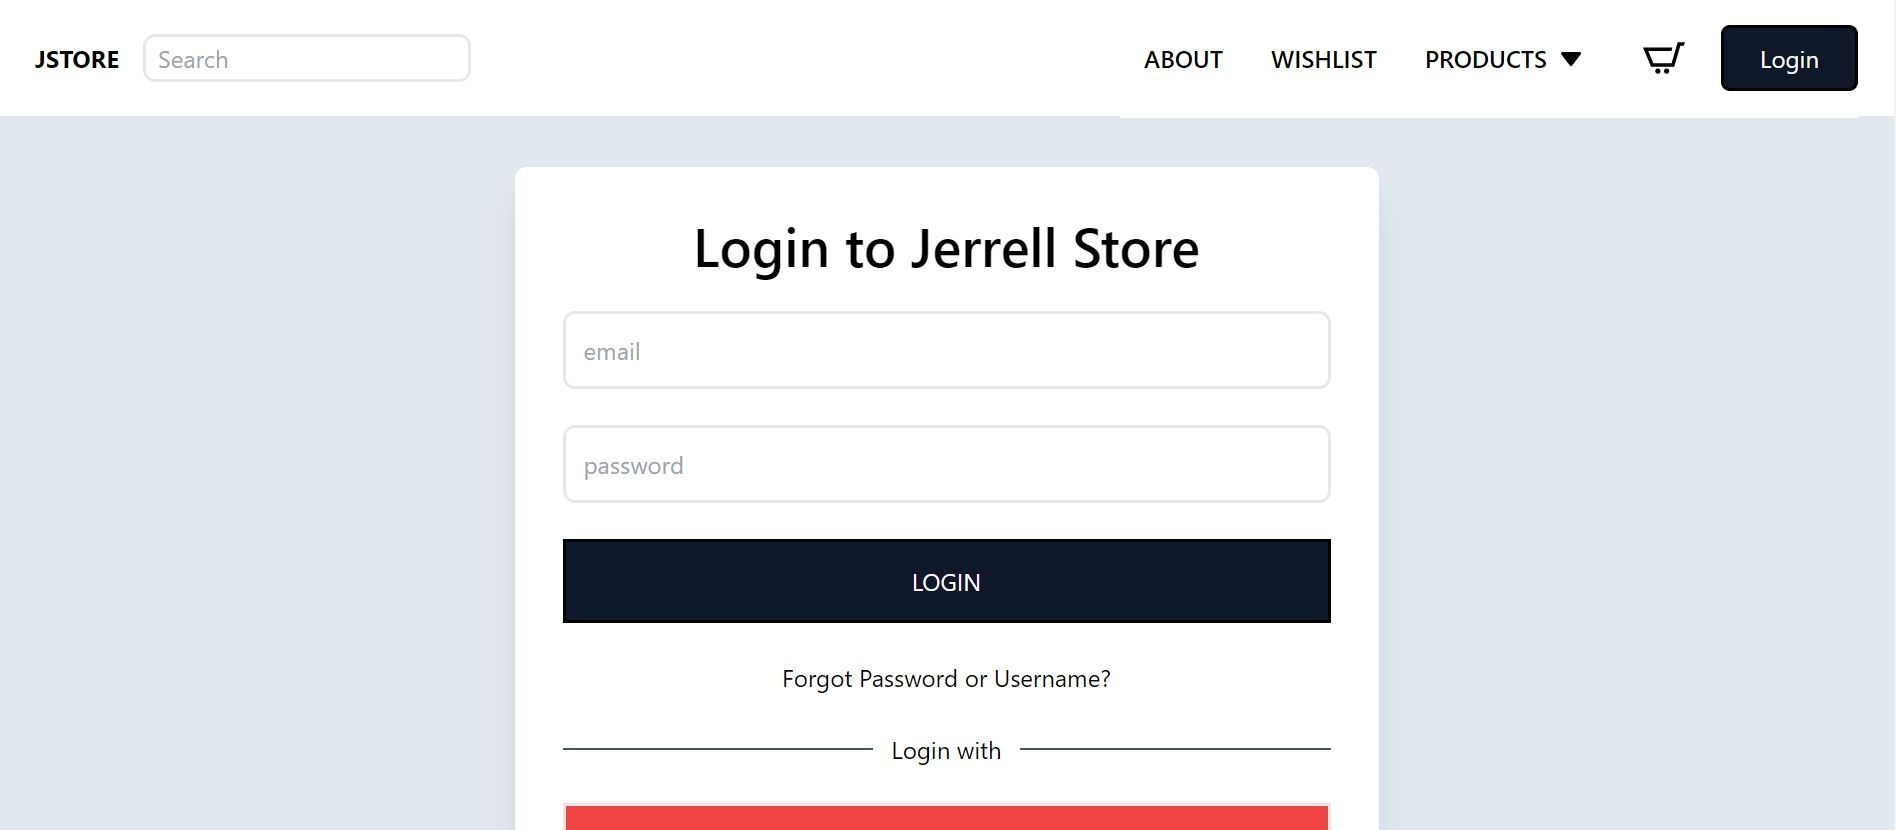 JSTORE Search ABOUT WISHLIST PRODUCTS Login
Login to Jerrell Store
email
password
LOGIN
Forgot Password or Username?
Login with